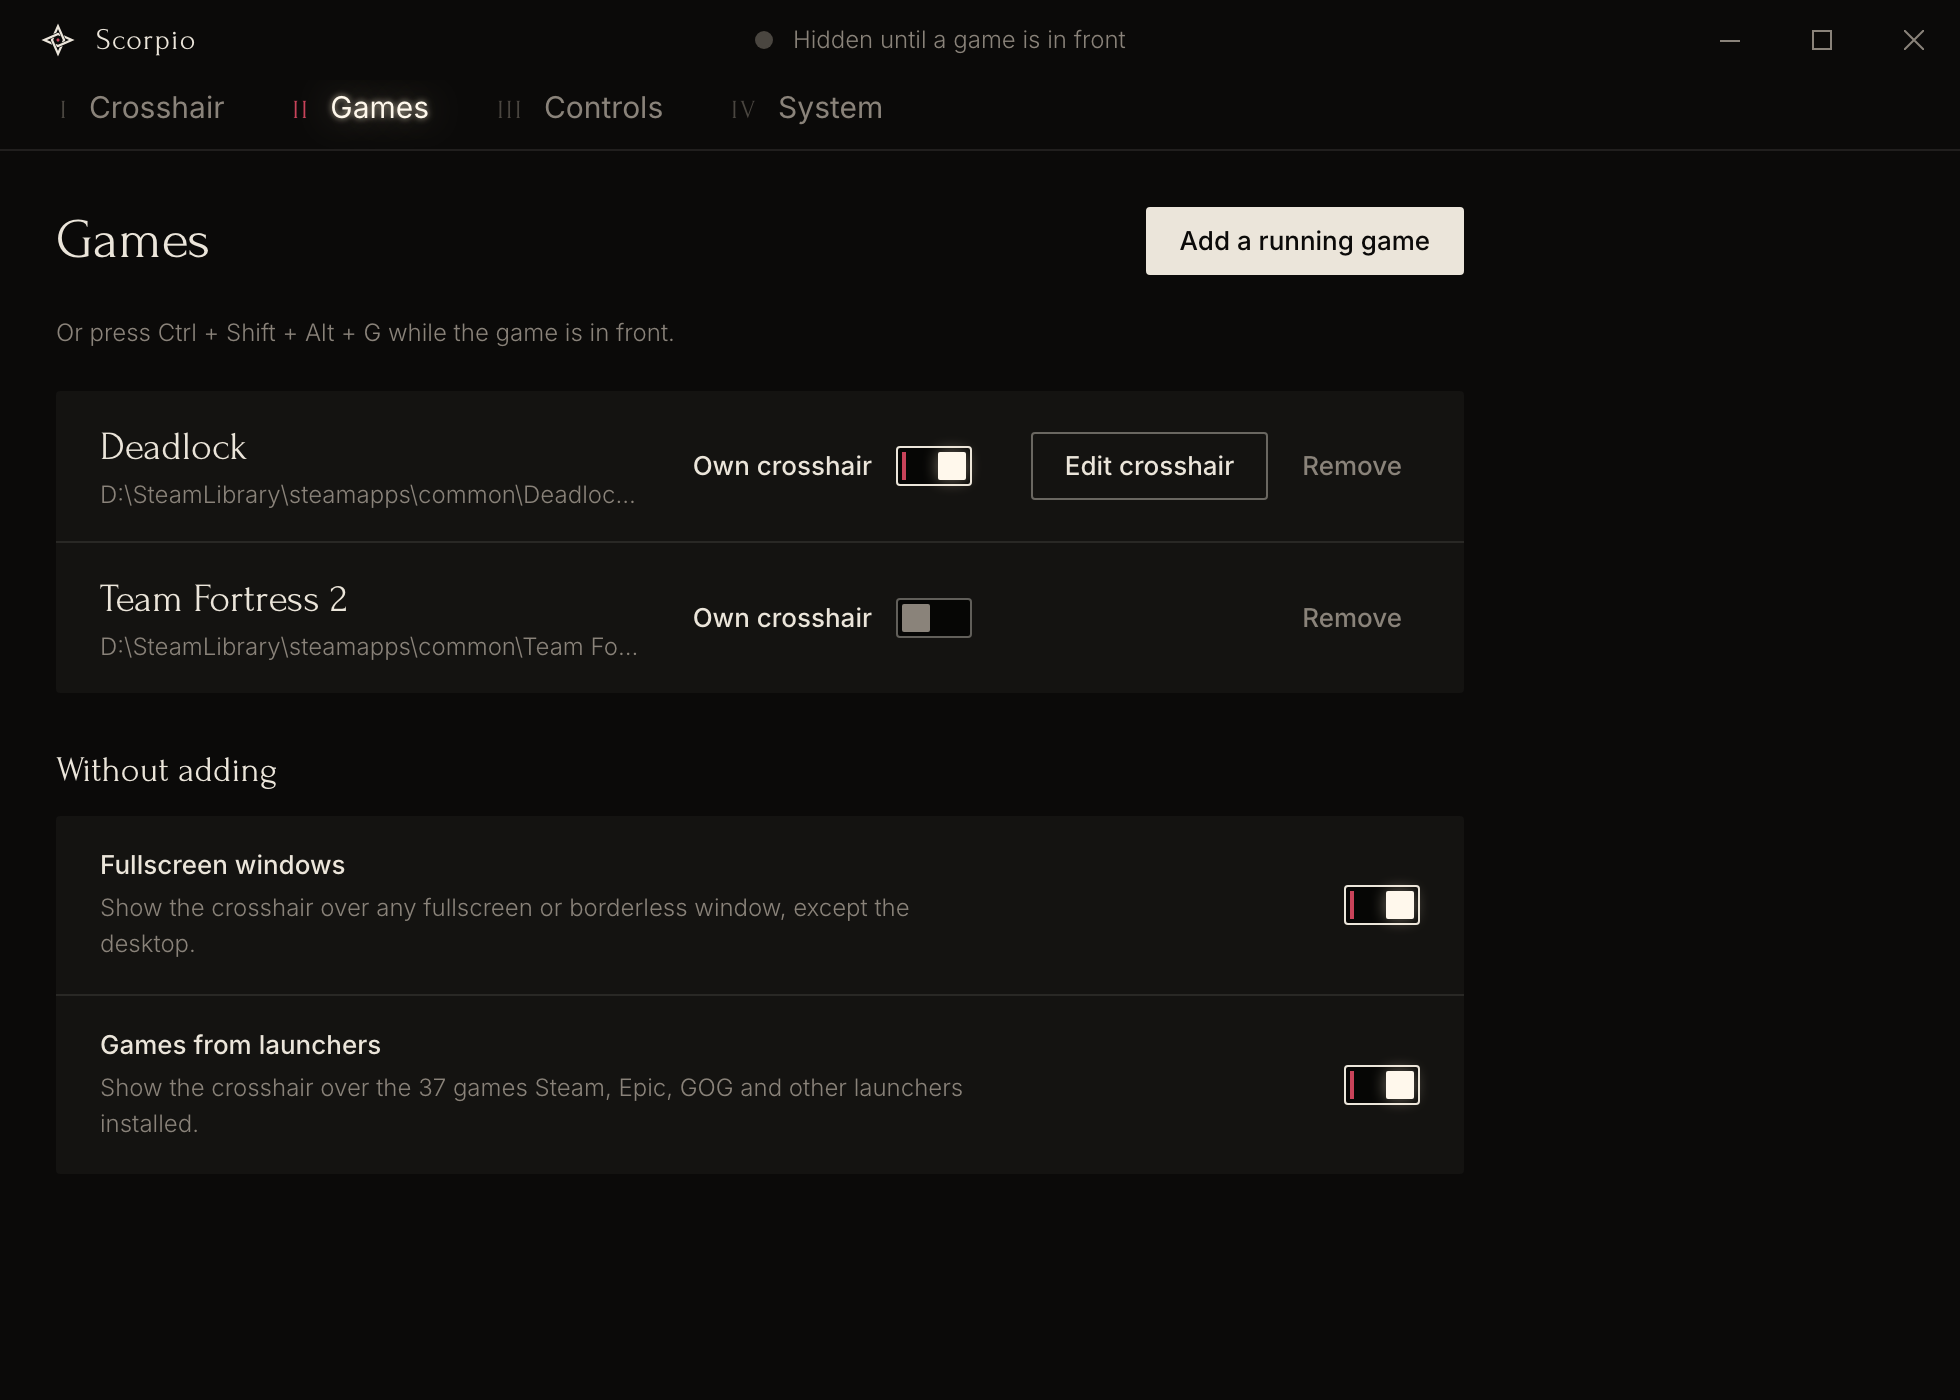 Scorpio
Hidden until a game is in front
I Crosshair
II Games
III Controls
IV System
Games
Add a running game
Or press Ctrl + Shift + Alt + G while the game is in front.
Deadlock
D:\SteamLibrary\steamapps\common\Deadloc...
Own crosshair
Edit crosshair
Remove
Team Fortress 2
D:\SteamLibrary\steamapps\common\Team Fo...
Own crosshair
Remove
Without adding
Fullscreen windows
Show the crosshair over any fullscreen or borderless window, except the
desktop.
Games from launchers
Show the crosshair over the 37 games Steam, Epic, GOG and other launchers
installed.